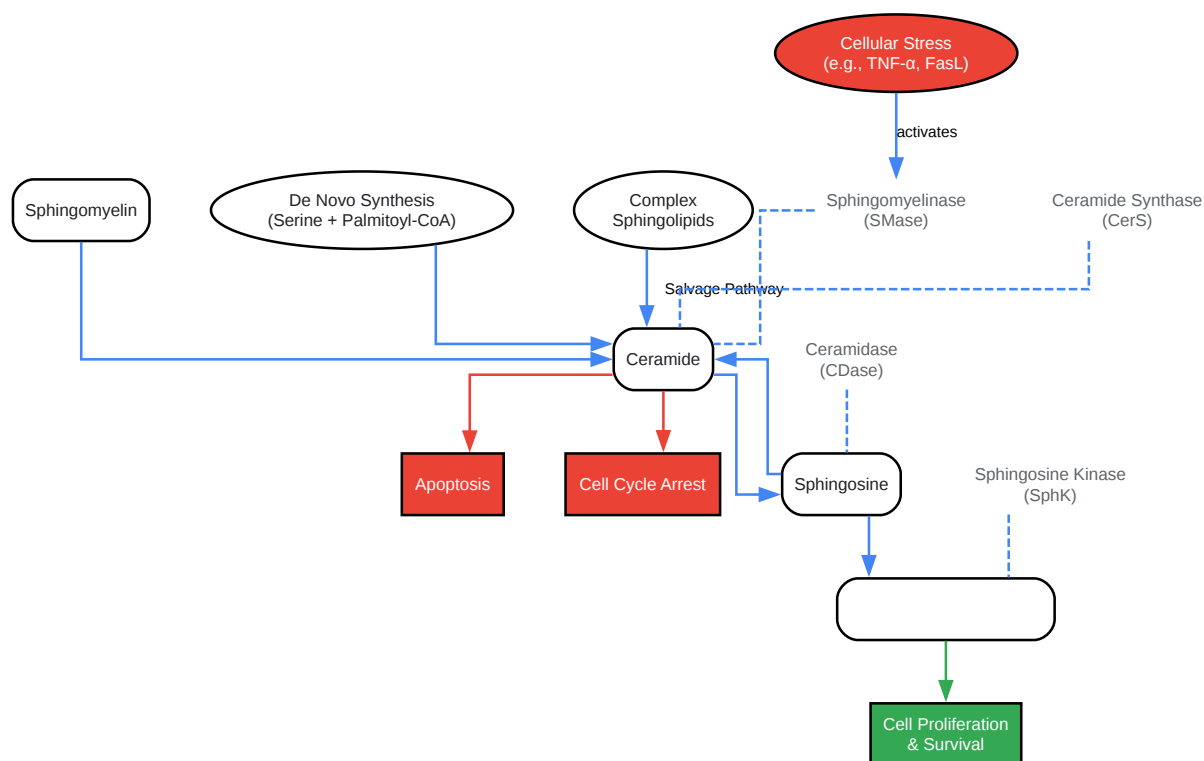 Cellular Stress
(e.g., TNF-α, FasL)
activates
Sphingomyelin
De Novo Synthesis
(Serine + Palmitoyl-CoA)
Complex
Sphingolipids
Sphingomyelinase
(SMase)
Ceramide Synthase
(CerS)
Salvage Pathway
Ceramide
Ceramidase
(CDase)
Apoptosis
Cell Cycle Arrest
Sphingosine
Sphingosine Kinase
(SphK)
Cell Proliferation
& Survival